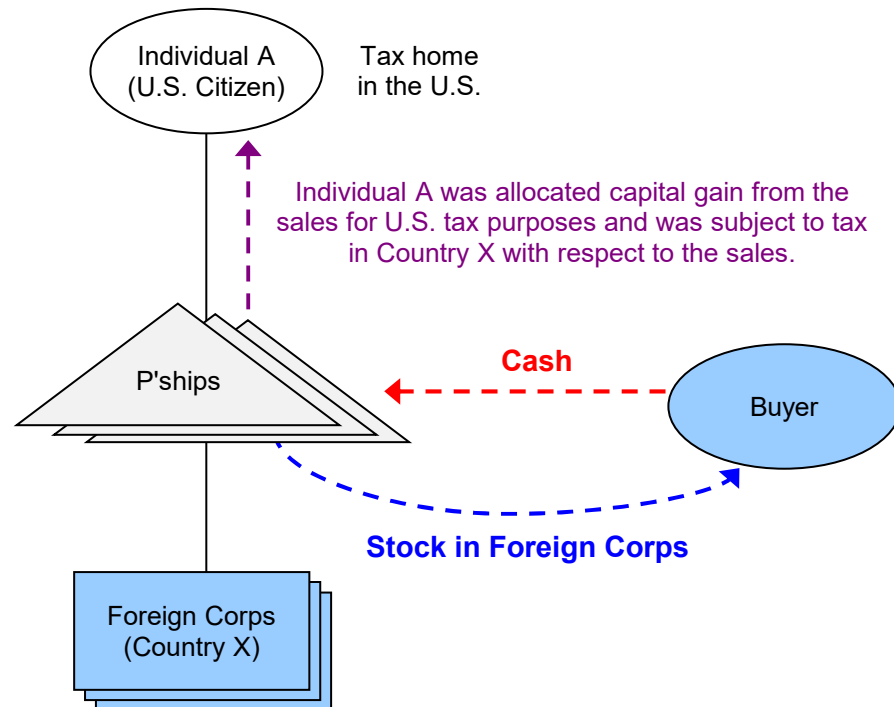 Individual A
(U.S. Citizen)
Tax home
in the U.S.
Individual A was allocated capital gain from the
sales for U.S. tax purposes and was subject to tax
in Country X with respect to the sales.
P'ships
Cash
Buyer
Stock in Foreign Corps
Foreign Corps
(Country X)